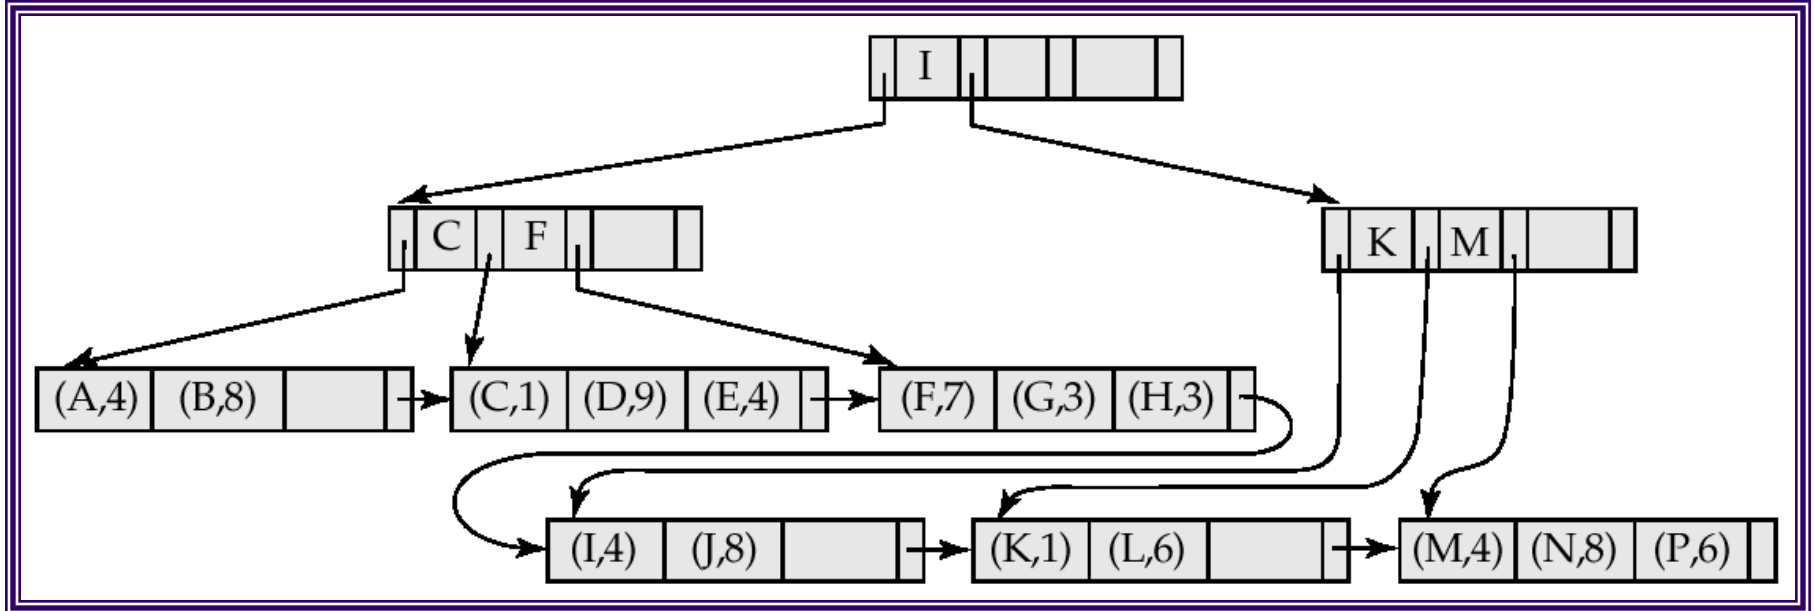 I
C F
K M
(A,4) (B,8)
(C,1) (D,9) (E,4)
(F,7) (G,3) (H,3)
(I,4) (J,8)
(K,1) (L,6)
(M,4) (N,8) (P,6)